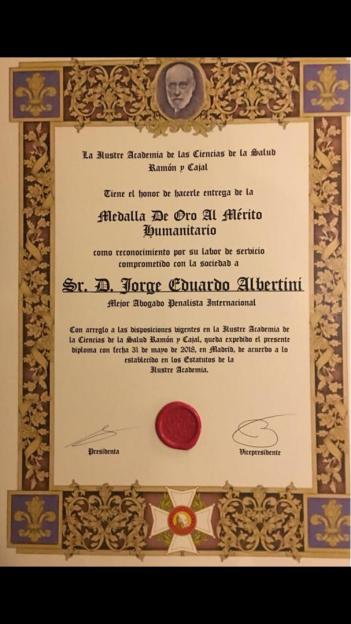 La Ilustre Academia de las Ciencias de la Salud
Ramón y Cajal
Tiene el honor de hacerle entrega de la
Medalla De Oro Al Mérito
Humanitario
como reconocimiento por su labor de servicio
comprometido con la sociedad a
Sr. D. Jorge Eduardo Albertini
Mejor Abogado Penalista Internacional
Con arreglo a las disposiciones vigentes en la Ilustre Academia de
la Ciencias de la Salud Ramón y Cajal, queda expedido el presente
diploma con fecha 31 de mayo de 2018, en Madrid, de acuerdo a lo
establecido en los Estatutos de la
Ilustre Academia.
Presidenta
Vicepresidente